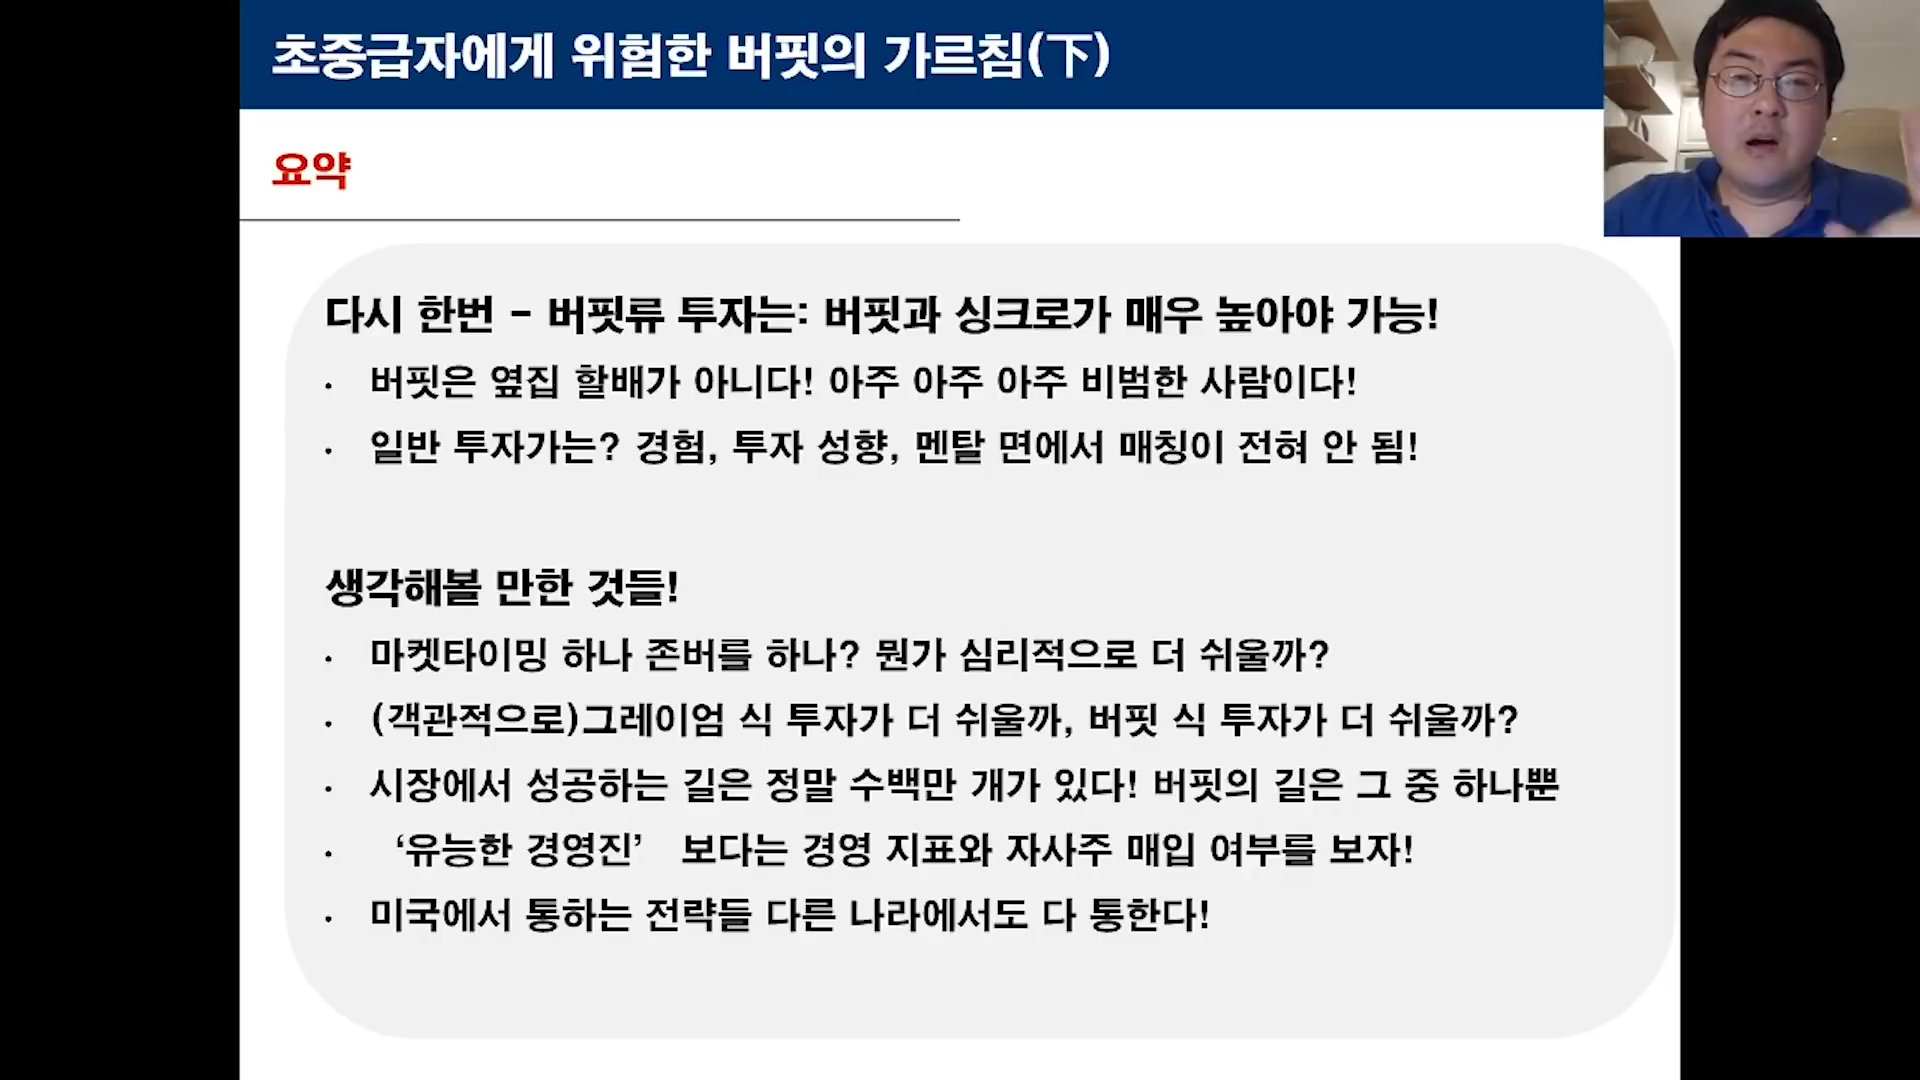 초중급자에게 위험한 버핏의 가르침(下)
요약
다시 한번 – 버핏류 투자는: 버핏과 싱크로가 매우 높아야 가능!
• 버핏은 옆집 할배가 아니다! 아주 아주 아주 비범한 사람이다!
• 일반 투자가는? 경험, 투자 성향, 멘탈 면에서 매칭이 전혀 안 됨!
생각해볼 만한 것들!
• 마켓타이밍 하나 존버를 하나? 뭔가 심리적으로 더 쉬울까?
• (객관적으로)그레이엄 식 투자가 더 쉬울까, 버핏 식 투자가 더 쉬울까?
• 시장에서 성공하는 길은 정말 수백만 개가 있다! 버핏의 길은 그 중 하나뿐
• ‘유능한 경영진’ 보다는 경영 지표와 자사주 매입 여부를 보자!
• 미국에서 통하는 전략들 다른 나라에서도 다 통한다!